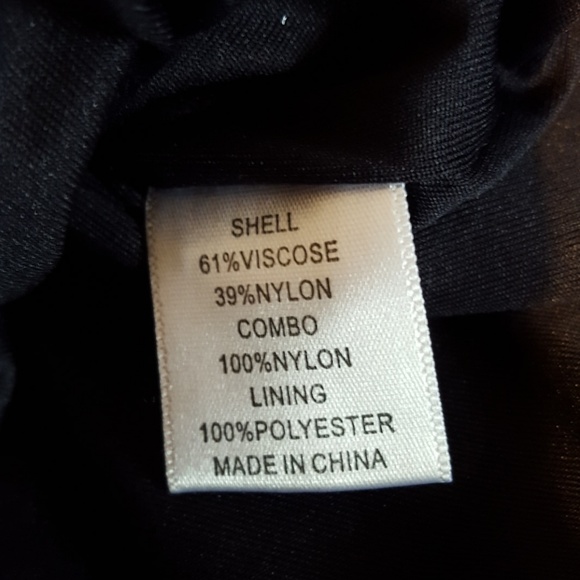 SHELL
61%VISCOSE
39%NYLON
COMBO
100%NYLON
LINING
100%POLYESTER
MADE IN CHINA